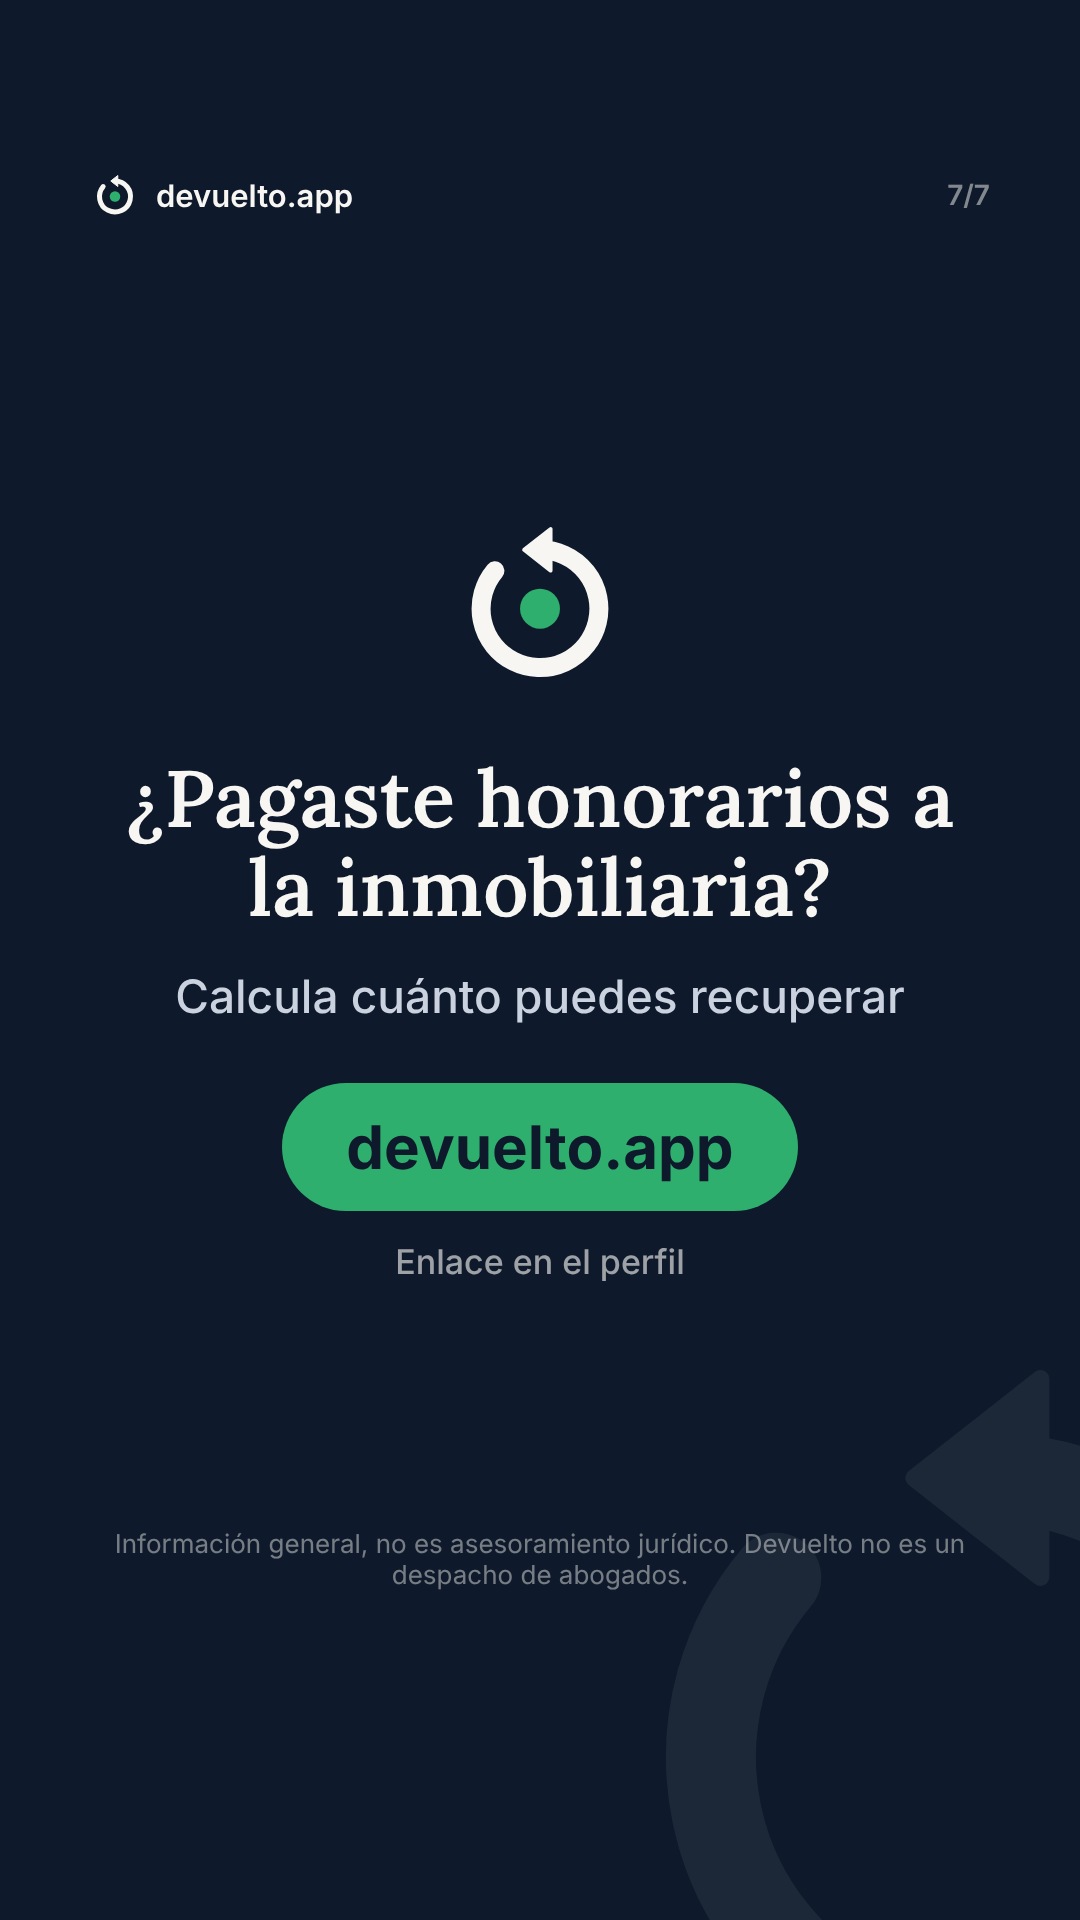 devuelto.app
7/7
¿Pagaste honorarios a
la inmobiliaria?
Calcula cuánto puedes recuperar
devuelto.app
Enlace en el perfil
Información general, no es asesoramiento jurídico. Devuelto no es un
despacho de abogados.